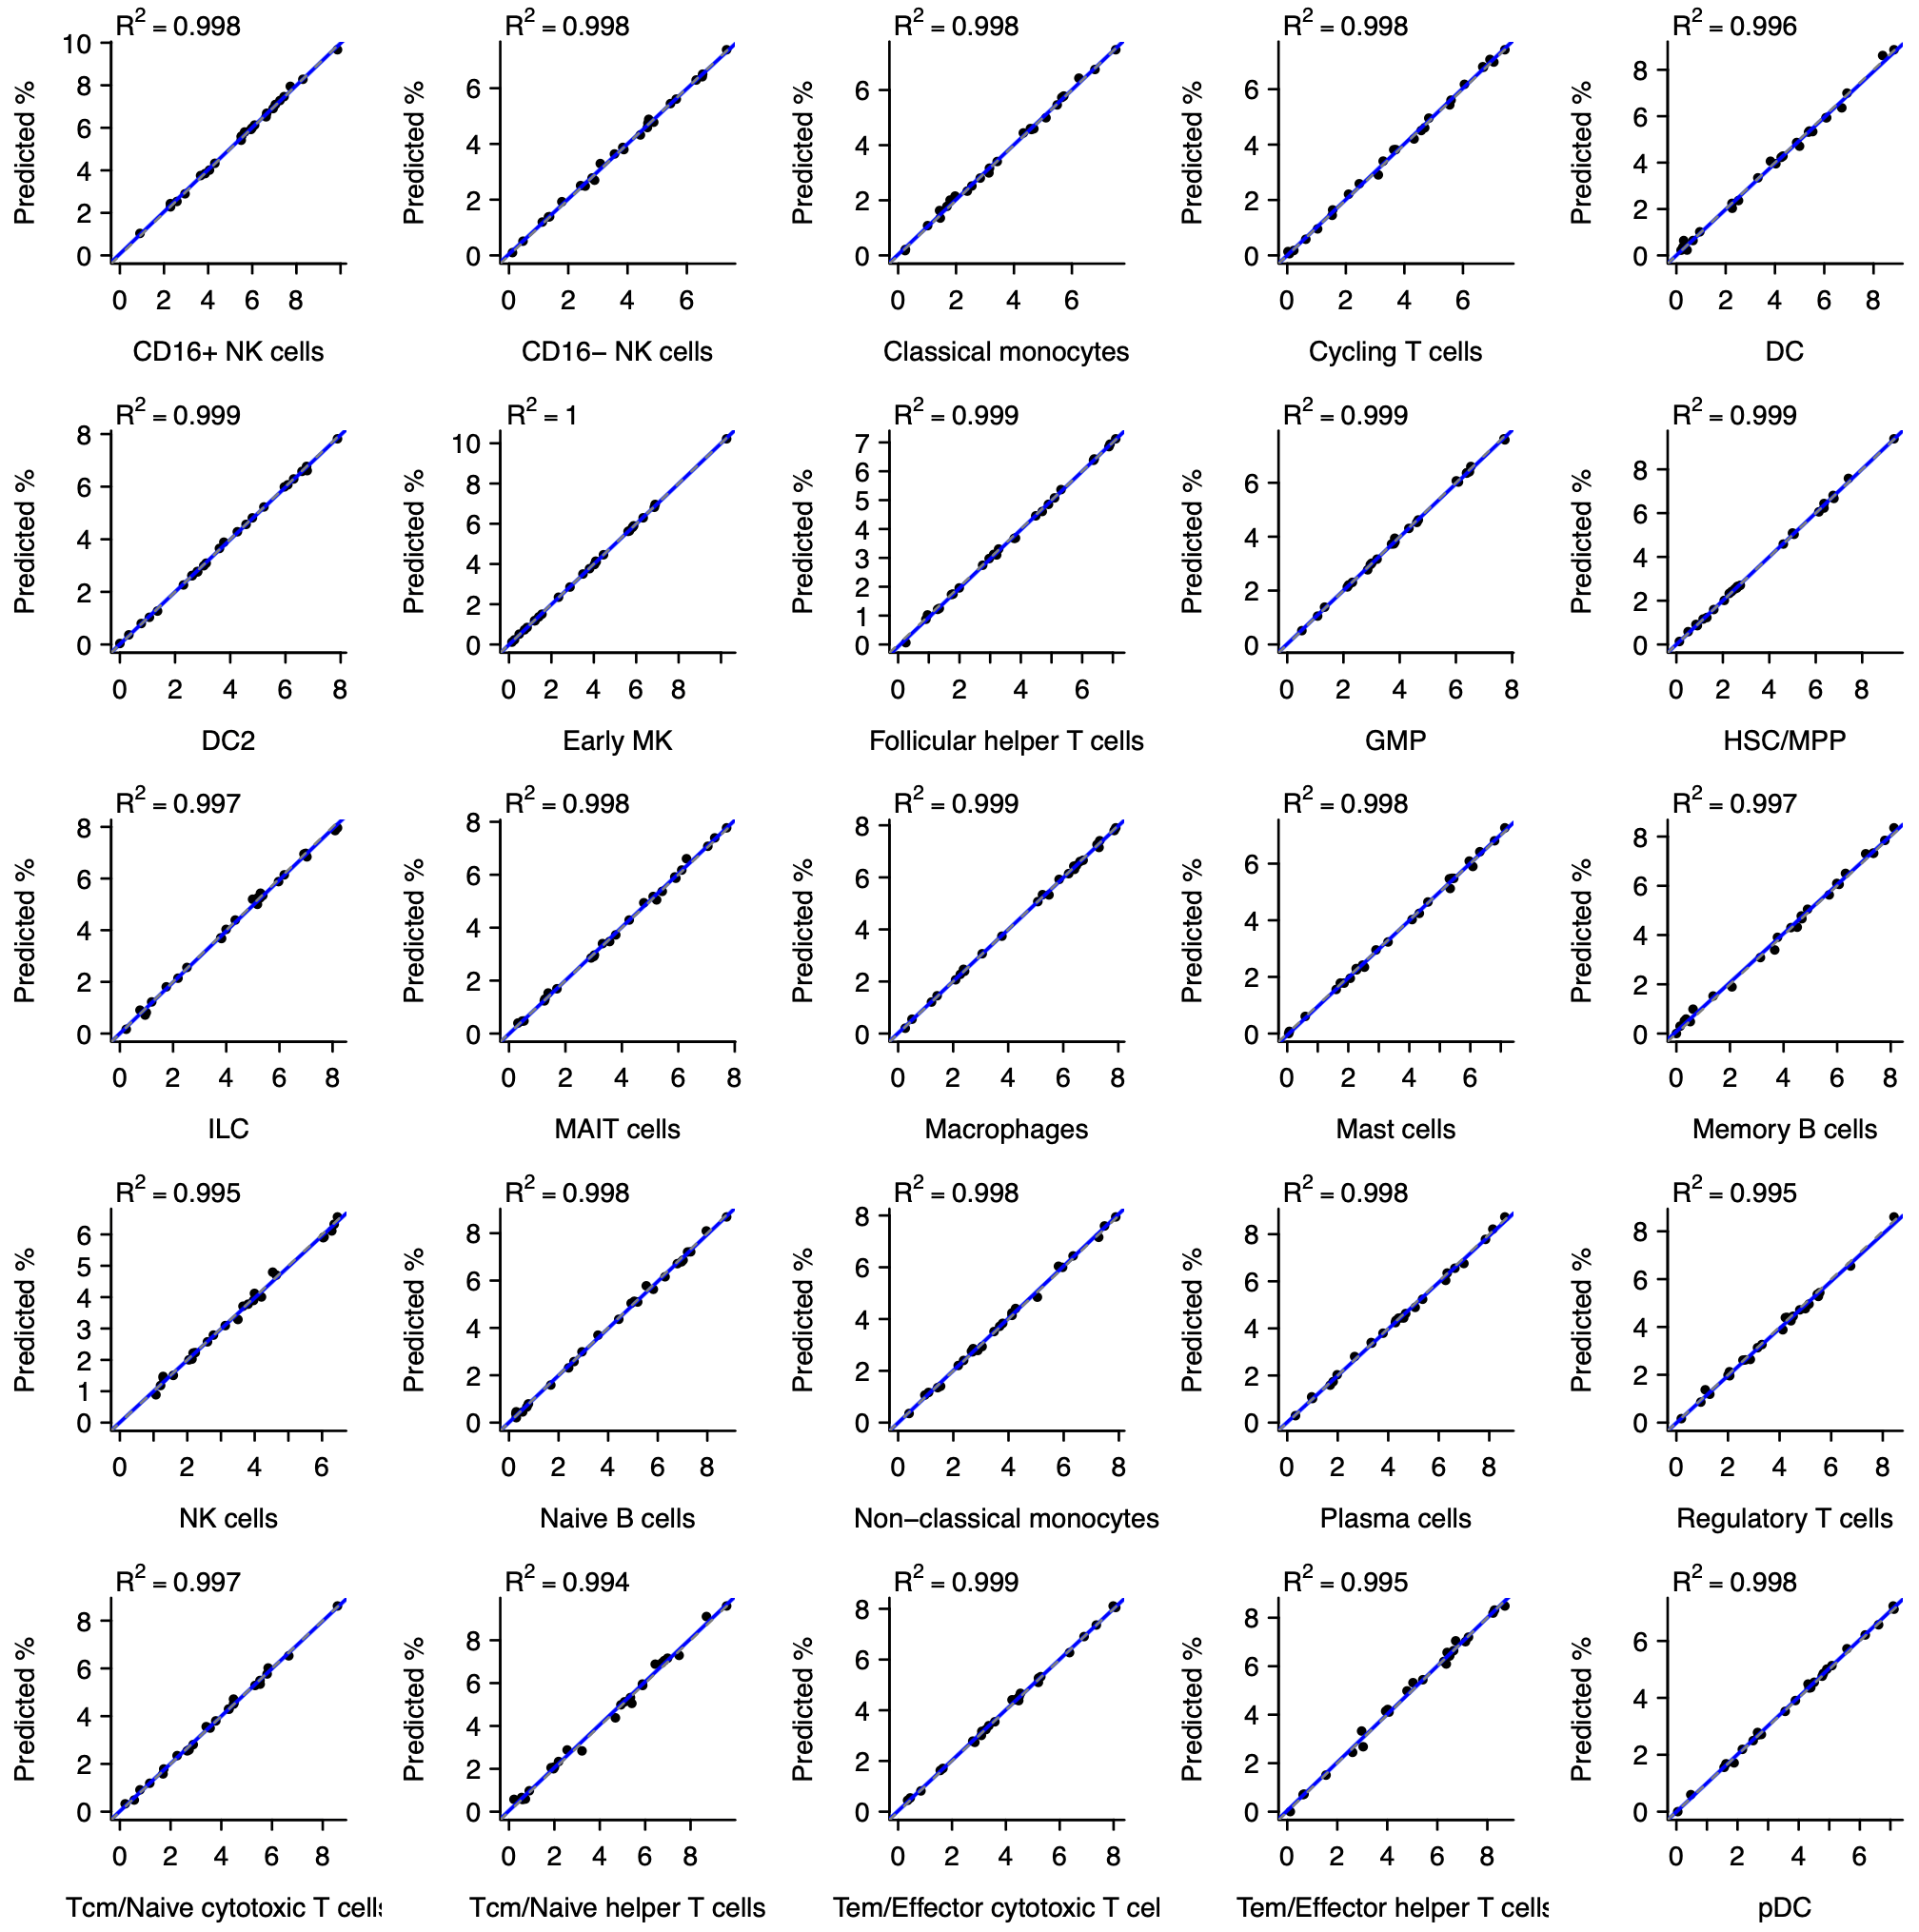 R2 = 0.998
R2 = 0.998
R2 = 0.998
R2 = 0.998
R2 = 0.996
Predicted %
10
8
6
4
2
0
0 2 4 6 8
CD16+ NK cells
Predicted %
6
4
2
0
0 2 4 6
CD16− NK cells
Predicted %
6
4
2
0
0 2 4 6
Classical monocytes
Predicted %
6
4
2
0
0 2 4 6
Cycling T cells
Predicted %
8
6
4
2
0
0 2 4 6 8
DC
R2 = 0.999
R2 = 1
R2 = 0.999
R2 = 0.999
R2 = 0.999
Predicted %
8
6
4
2
0
0 2 4 6 8
DC2
Predicted %
10
8
6
4
2
0
0 2 4 6 8
Early MK
Predicted %
7
6
5
4
3
2
1
0
0 2 4 6
Follicular helper T cells
Predicted %
6
4
2
0
0 2 4 6 8
GMP
Predicted %
8
6
4
2
0
0 2 4 6 8
HSC/MPP
R2 = 0.997
R2 = 0.998
R2 = 0.999
R2 = 0.998
R2 = 0.997
Predicted %
8
6
4
2
0
0 2 4 6 8
ILC
Predicted %
8
6
4
2
0
0 2 4 6 8
MAIT cells
Predicted %
8
6
4
2
0
0 2 4 6 8
Macrophages
Predicted %
6
4
2
0
0 2 4 6
Mast cells
Predicted %
8
6
4
2
0
0 2 4 6 8
Memory B cells
R2 = 0.995
R2 = 0.998
R2 = 0.998
R2 = 0.998
R2 = 0.995
Predicted %
6
5
4
3
2
1
0
0 2 4 6
NK cells
Predicted %
8
6
4
2
0
0 2 4 6 8
Naive B cells
Predicted %
8
6
4
2
0
0 2 4 6 8
Non−classical monocytes
Predicted %
8
6
4
2
0
0 2 4 6 8
Plasma cells
Predicted %
8
6
4
2
0
0 2 4 6 8
Regulatory T cells
R2 = 0.997
R2 = 0.994
R2 = 0.999
R2 = 0.995
R2 = 0.998
Predicted %
8
6
4
2
0
0 2 4 6 8
Tcm/Naive cytotoxic T cells
Predicted %
8
6
4
2
0
0 2 4 6 8
Tcm/Naive helper T cells
Predicted %
8
6
4
2
0
0 2 4 6 8
Tem/Effector cytotoxic T cel
Predicted %
8
6
4
2
0
0 2 4 6 8
Tem/Effector helper T cells
Predicted %
6
4
2
0
0 2 4 6
pDC